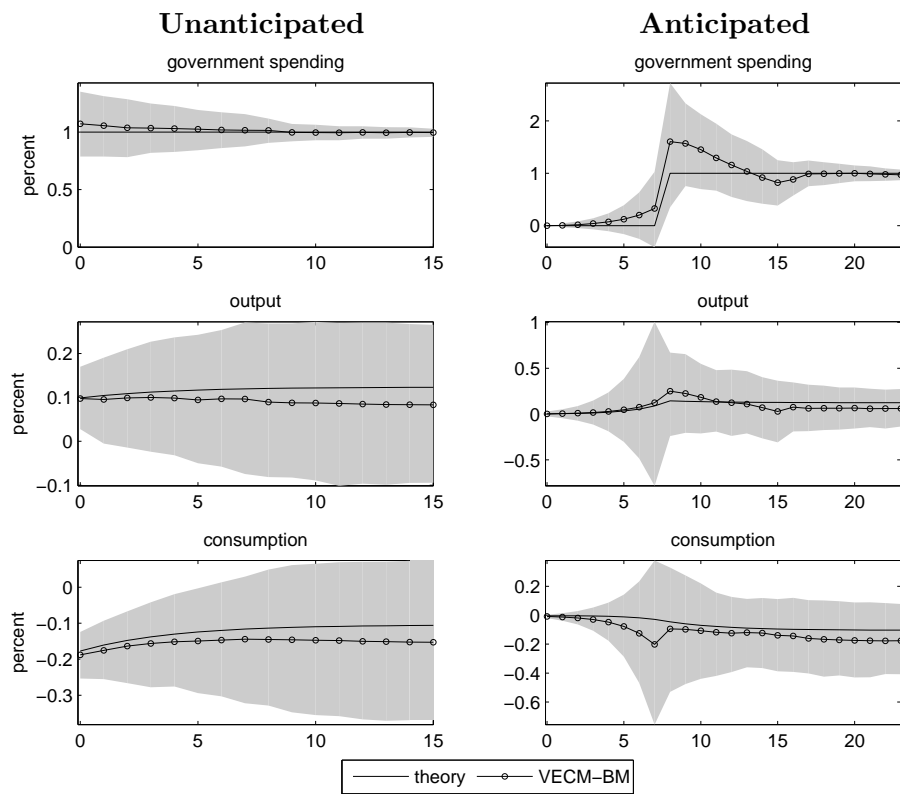 Unanticipated
Anticipated
government spending
government spending
percent
1
0.5
0
0 5 10 15
2
1
0
0 5 10 15 20
output
output
percent
0.2
0.1
0
−0.1
0 5 10 15
1
0.5
0
−0.5
0 5 10 15 20
consumption
consumption
percent
0
−0.1
−0.2
−0.3
0 5 10 15
0.2
0
−0.2
−0.4
−0.6
0 5 10 15 20
theory VECM−BM